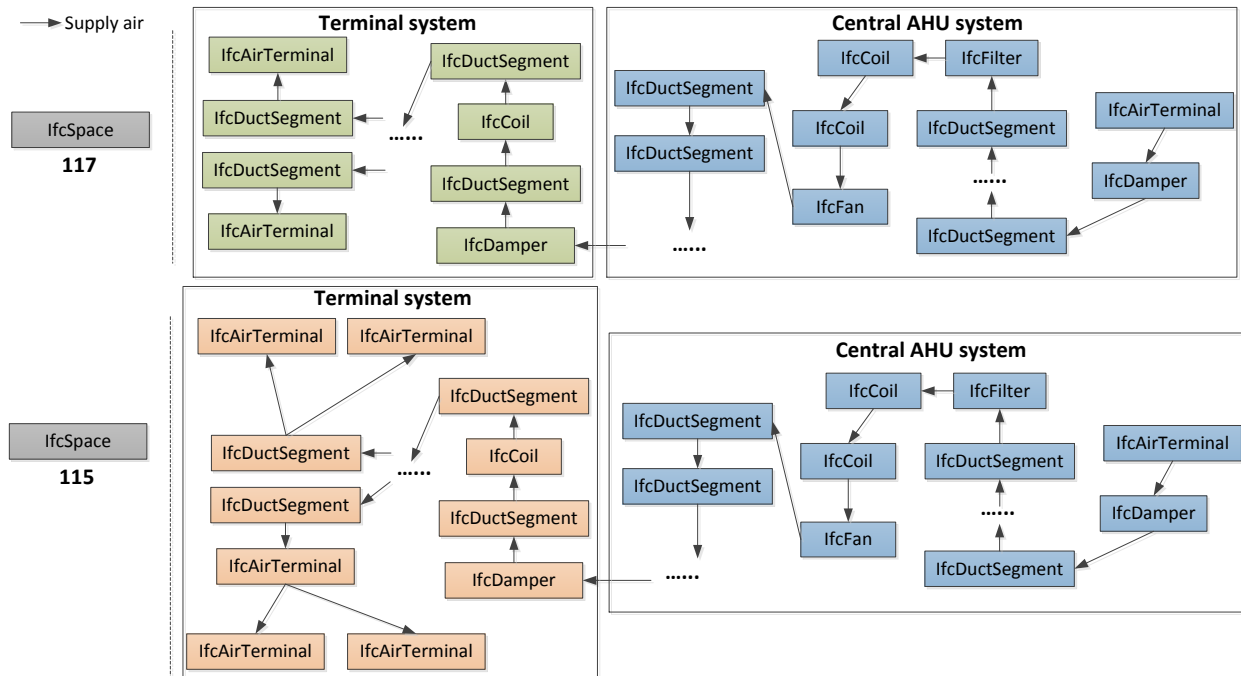 Supply air
Terminal system
Central AHU system
IfcAirTerminal
IfcDuctSegment
IfcCoil
IfcFilter
IfcDuctSegment
IfcSpace
117
IfcDuctSegment
......
IfcCoil
IfcDuctSegment
IfcCoil
IfcDuctSegment
IfcAirTerminal
IfcDuctSegment
IfcDuctSegment
......
IfcDamper
IfcAirTerminal
IfcFan
IfcDamper
......
IfcDuctSegment
Terminal system
IfcAirTerminal
IfcAirTerminal
Central AHU system
IfcDuctSegment
IfcCoil
IfcFilter
IfcDuctSegment
IfcSpace
115
IfcDuctSegment
......
IfcCoil
IfcCoil
IfcDuctSegment
IfcAirTerminal
IfcDuctSegment
IfcDuctSegment
IfcDuctSegment
......
IfcDamper
IfcAirTerminal
IfcFan
IfcDamper
......
IfcDuctSegment
IfcAirTerminal
IfcAirTerminal